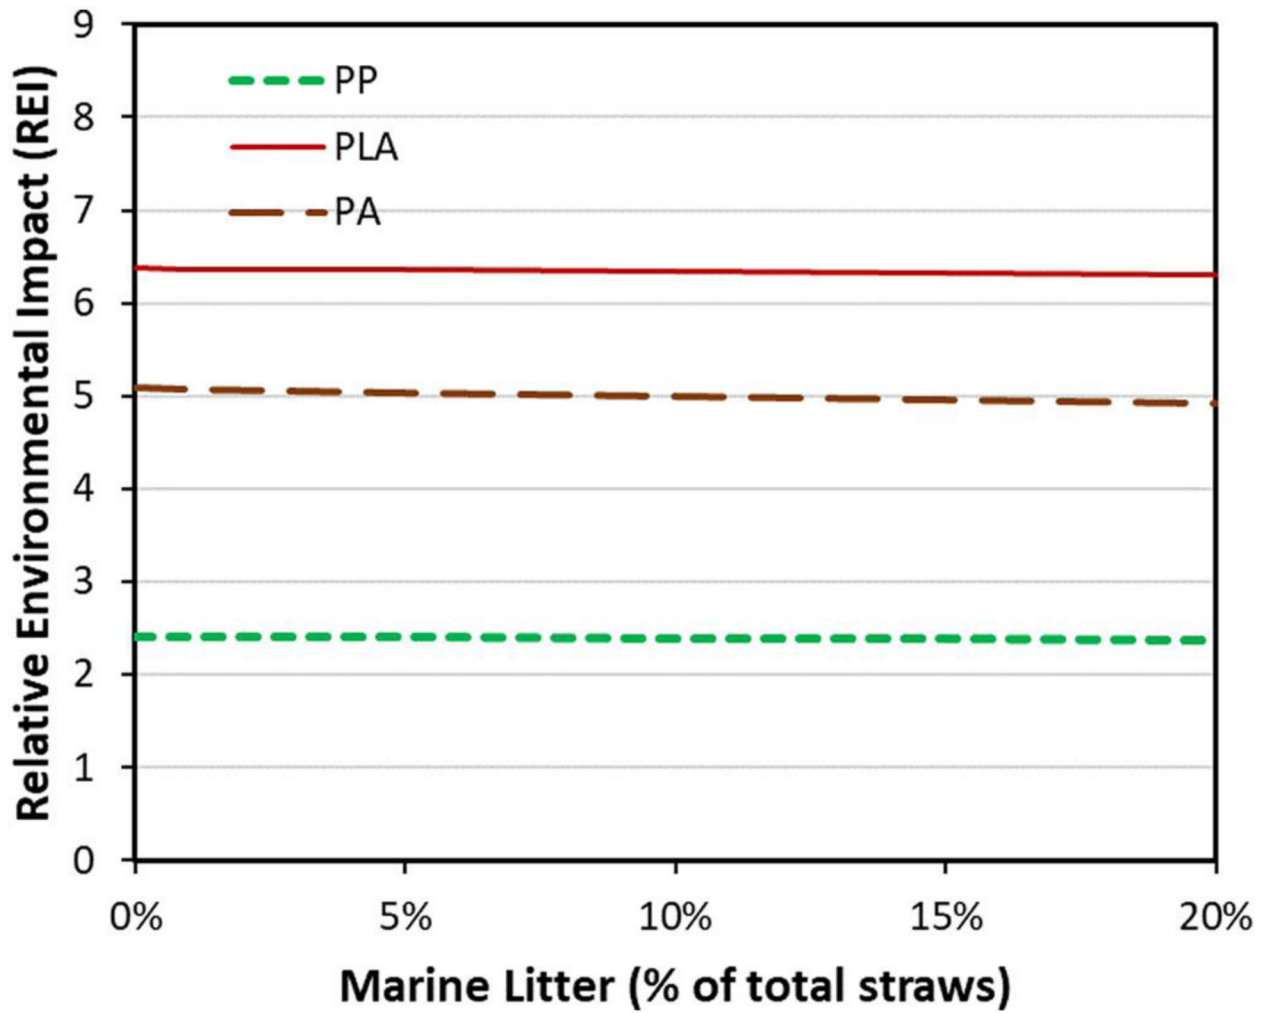 Relative Environmental Impact (REI)
9
8
7
6
5
4
3
2
1
0
PP
PLA
PA
0% 5% 10% 15% 20%
Marine Litter (% of total straws)